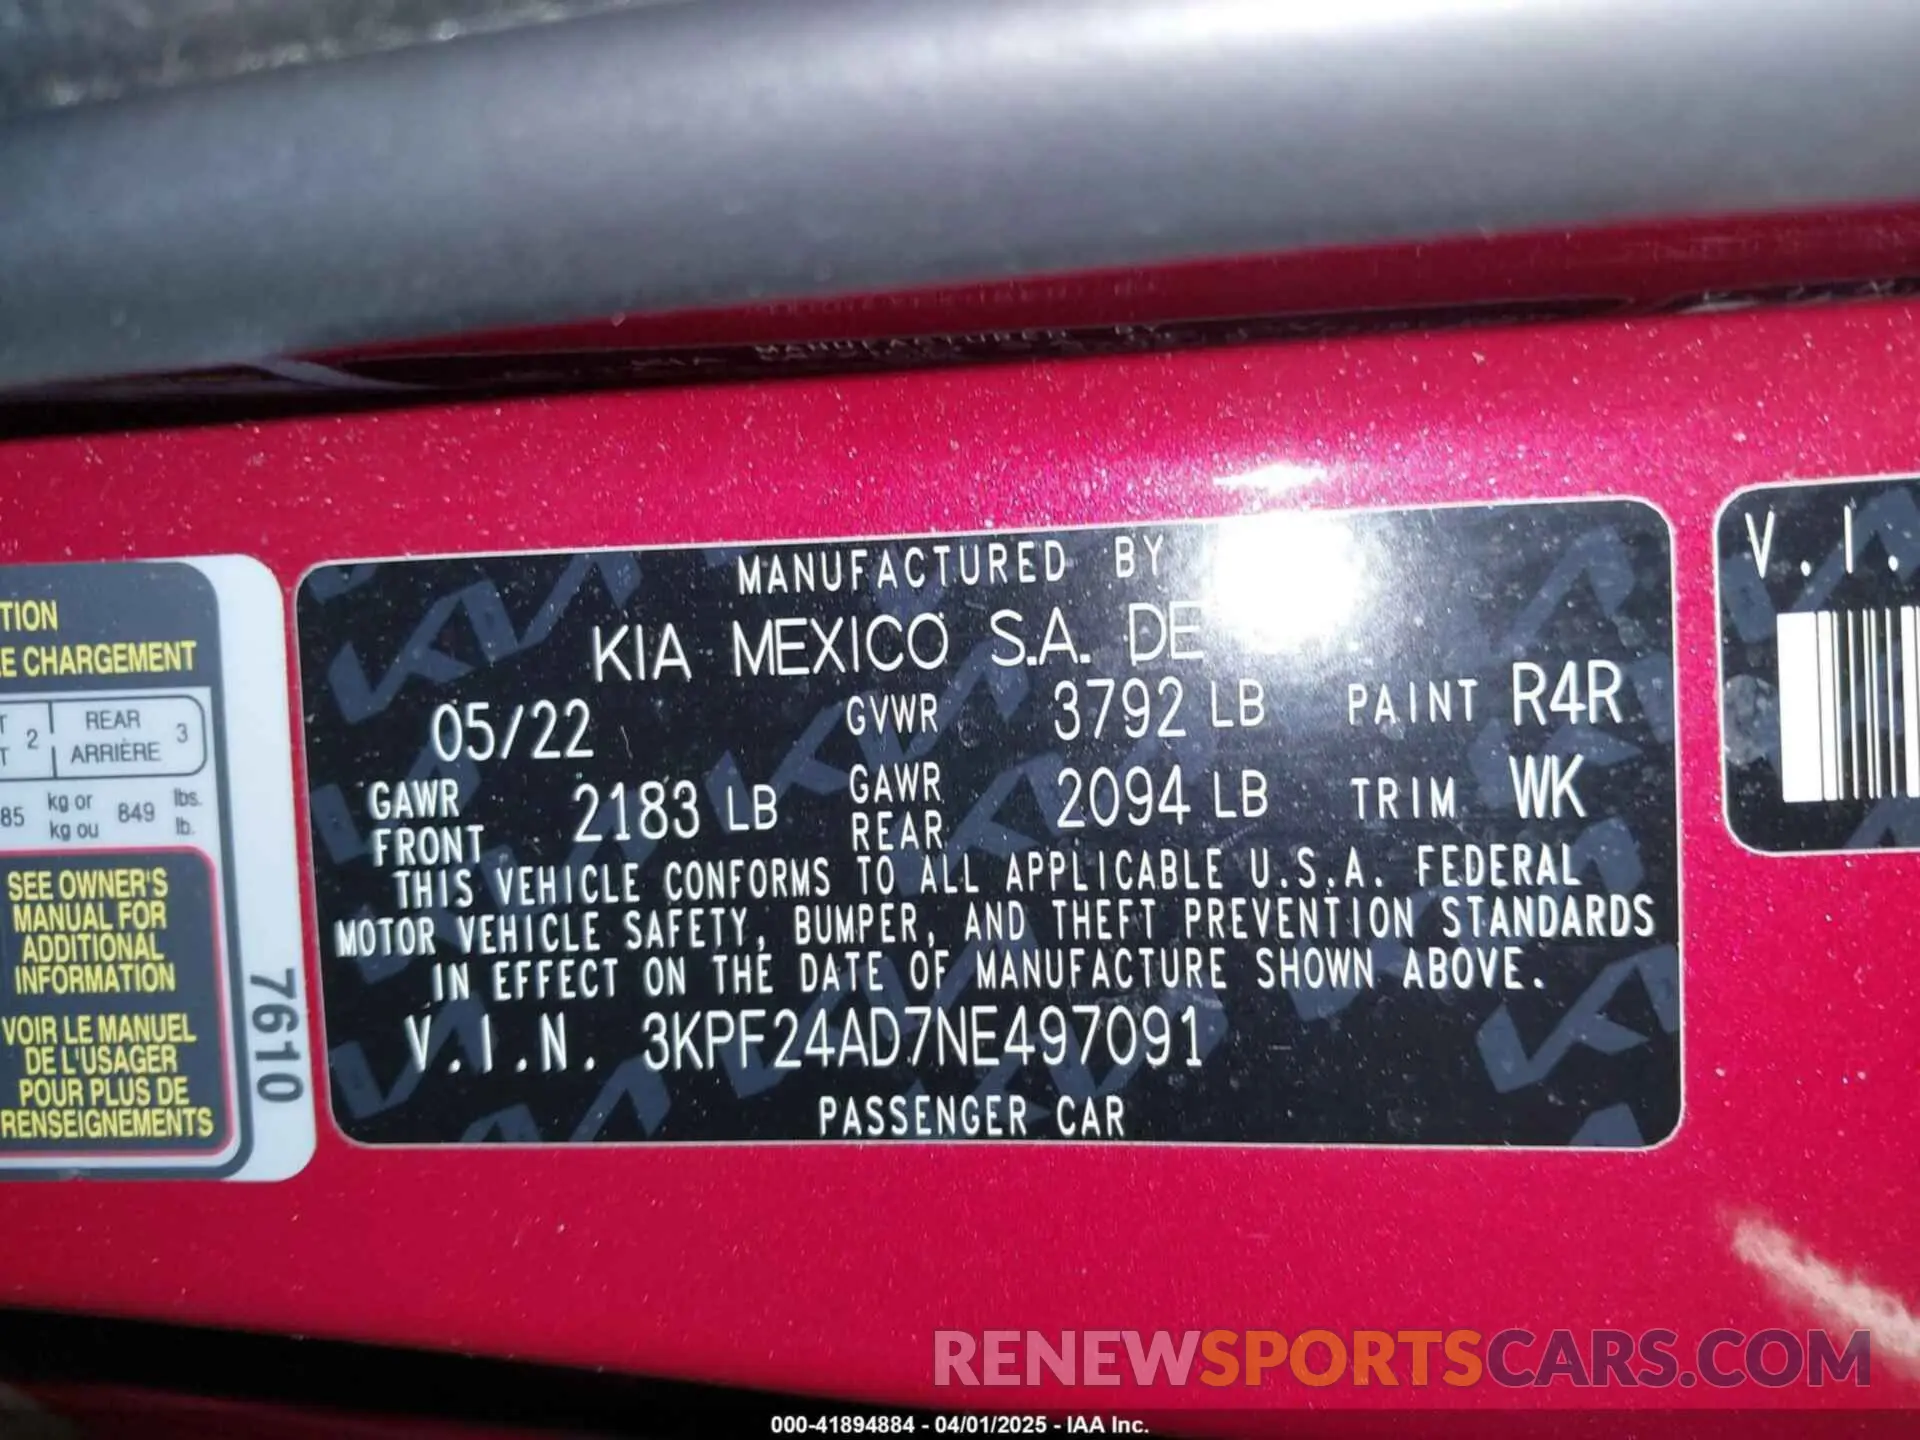 MANUFACTURED BY
KIA MEXICO S.A. DE
05/22 GVWR 3792 LB PAINT R4R
GAWR FRONT 2183 LB GAWR REAR 2094 LB TRIM WK
THIS VEHICLE CONFORMS TO ALL APPLICABLE U.S.A. FEDERAL
MOTOR VEHICLE SAFETY, BUMPER, AND THEFT PREVENTION STANDARDS
IN EFFECT ON THE DATE OF MANUFACTURE SHOWN ABOVE.
V.I.N. 3KPF24AD7NE497091
PASSENGER CAR
TION
E CHARGEMENT
T 2 REAR 3
T ARRIÈRE
85 kg or 849 lbs.
kg ou lb.
SEE OWNER'S
MANUAL FOR
ADDITIONAL
INFORMATION
VOIR LE MANUEL
DE L'USAGER
POUR PLUS DE
RENSEIGNEMENTS
7610
V.I.
RENEWSPORTSCARS.COM
000-41894884 - 04/01/2025 - IAA Inc.